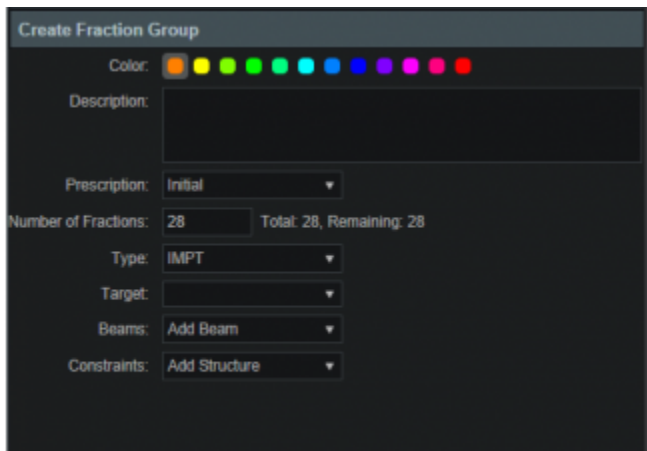 Create Fraction Group
Color:
Description:
Prescription: Initial
Number of Fractions: 28 Total: 28, Remaining: 28
Type: IMPT
Target:
Beams: Add Beam
Constraints: Add Structure